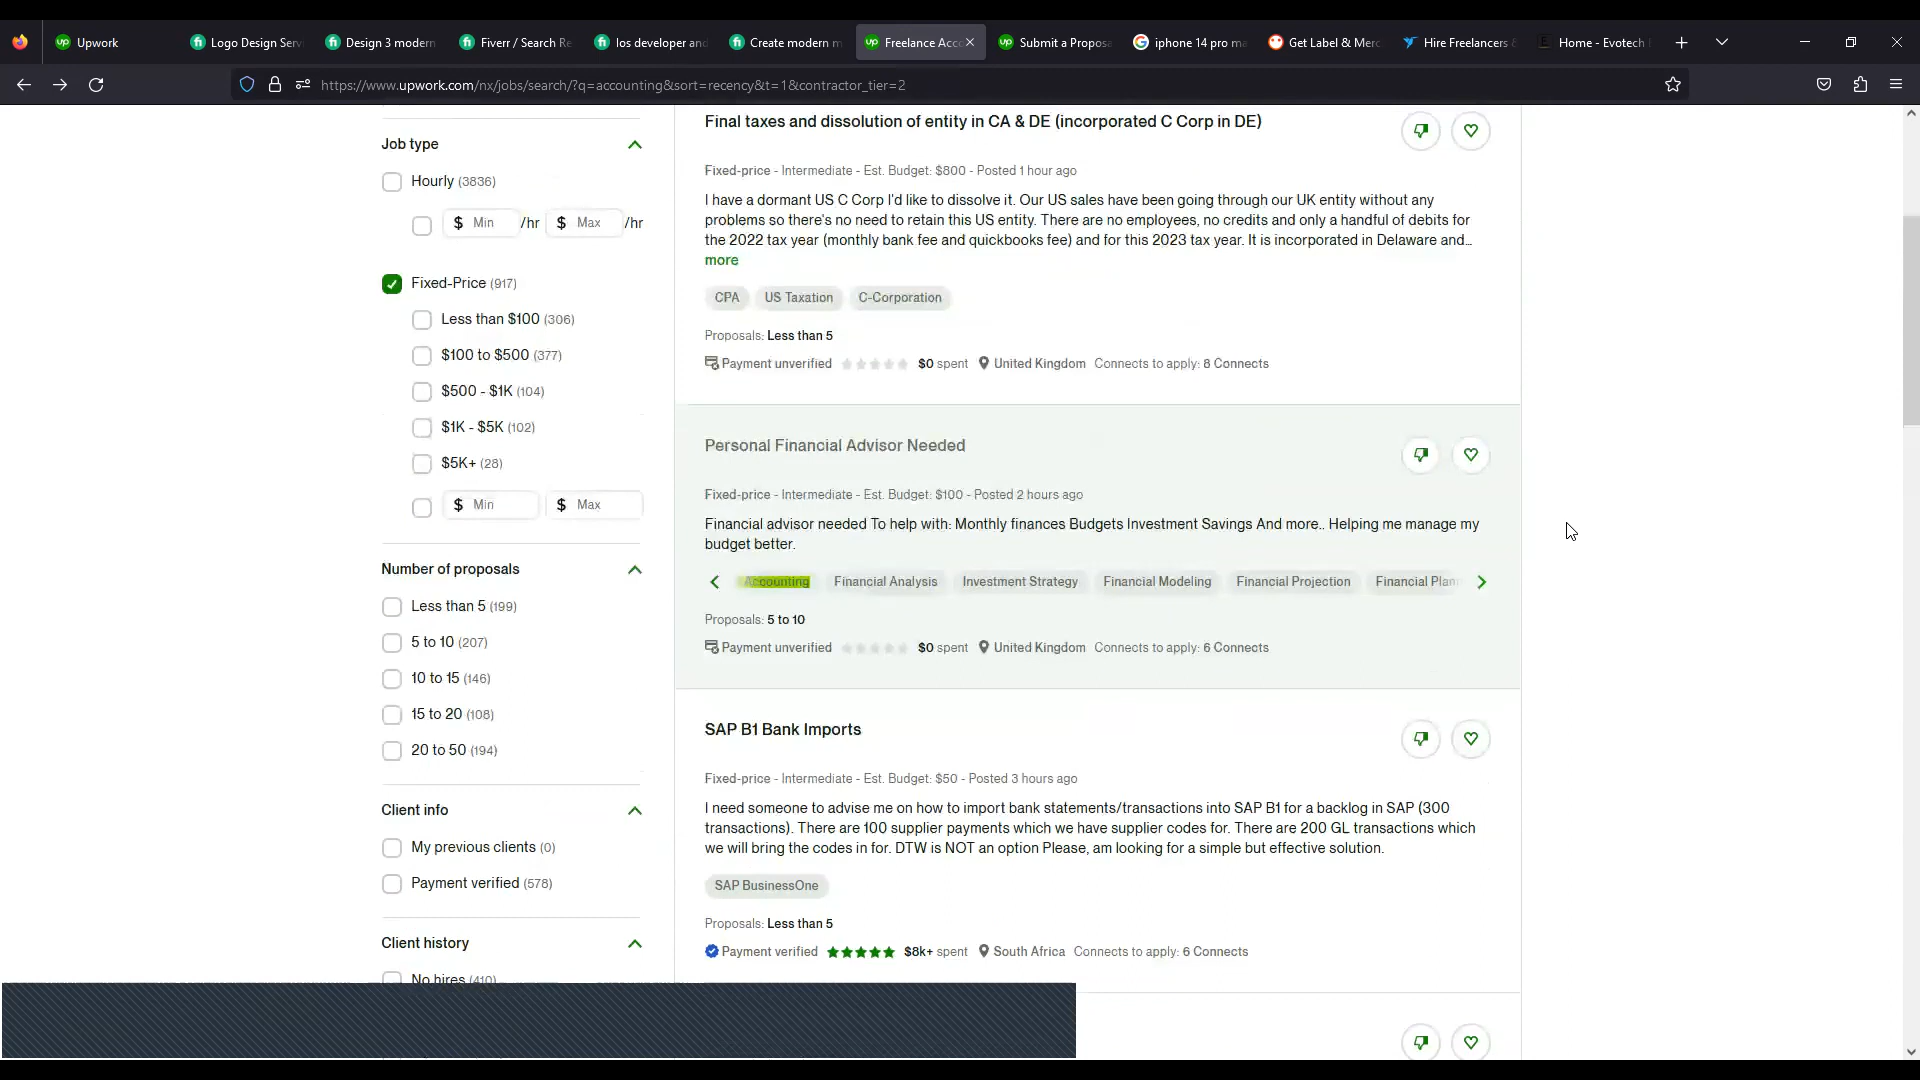 Upwork
Logo Design Serv
Design 3 modern
Fiverr / Search Re
Ios developer and
Create modern m
Freelance Acco
Submit a Proposa
iphone 14 pro ma
Get Label & Merc
Hire Freelancers &
Home - Evotech
https://www.upwork.com/nx/jobs/search/?q=accounting&sort=recency&t=1&contractor_tier=2
Job type
Hourly (3836)
$ Min /hr $ Max /hr
Fixed-Price (917)
Less than $100 (306)
$100 to $500 (377)
$500 - $1K (104)
$1K - $5K (102)
$5K+ (28)
$ Min $ Max
Number of proposals
Less than 5 (199)
5 to 10 (207)
10 to 15 (146)
15 to 20 (108)
20 to 50 (194)
Client info
My previous clients (0)
Payment verified (578)
Client history
No hires (410)
Final taxes and dissolution of entity in CA & DE (incorporated C Corp in DE)
Fixed-price - Intermediate - Est. Budget: $800 - Posted 1 hour ago
I have a dormant US C Corp I'd like to dissolve it. Our US sales have been going through our UK entity without any
problems so there's no need to retain this US entity. There are no employees, no credits and only a handful of debits for
the 2022 tax year (monthly bank fee and quickbooks fee) and for this 2023 tax year. It is incorporated in Delaware and…
more
CPA US Taxation C-Corporation
Proposals: Less than 5
Payment unverified $0 spent United Kingdom Connects to apply: 8 Connects
Personal Financial Advisor Needed
Fixed-price - Intermediate - Est. Budget: $100 - Posted 2 hours ago
Financial advisor needed To help with: Monthly finances Budgets Investment Savings And more.. Helping me manage my
budget better.
Accounting Financial Analysis Investment Strategy Financial Modeling Financial Projection Financial Plan
Proposals: 5 to 10
Payment unverified $0 spent United Kingdom Connects to apply: 6 Connects
SAP B1 Bank Imports
Fixed-price - Intermediate - Est. Budget: $50 - Posted 3 hours ago
I need someone to advise me on how to import bank statements/transactions into SAP B1 for a backlog in SAP (300
transactions). There are 100 supplier payments which we have supplier codes for. There are 200 GL transactions which
we will bring the codes in for. DTW is NOT an option Please, am looking for a simple but effective solution.
SAP BusinessOne
Proposals: Less than 5
Payment verified $8k+ spent South Africa Connects to apply: 6 Connects